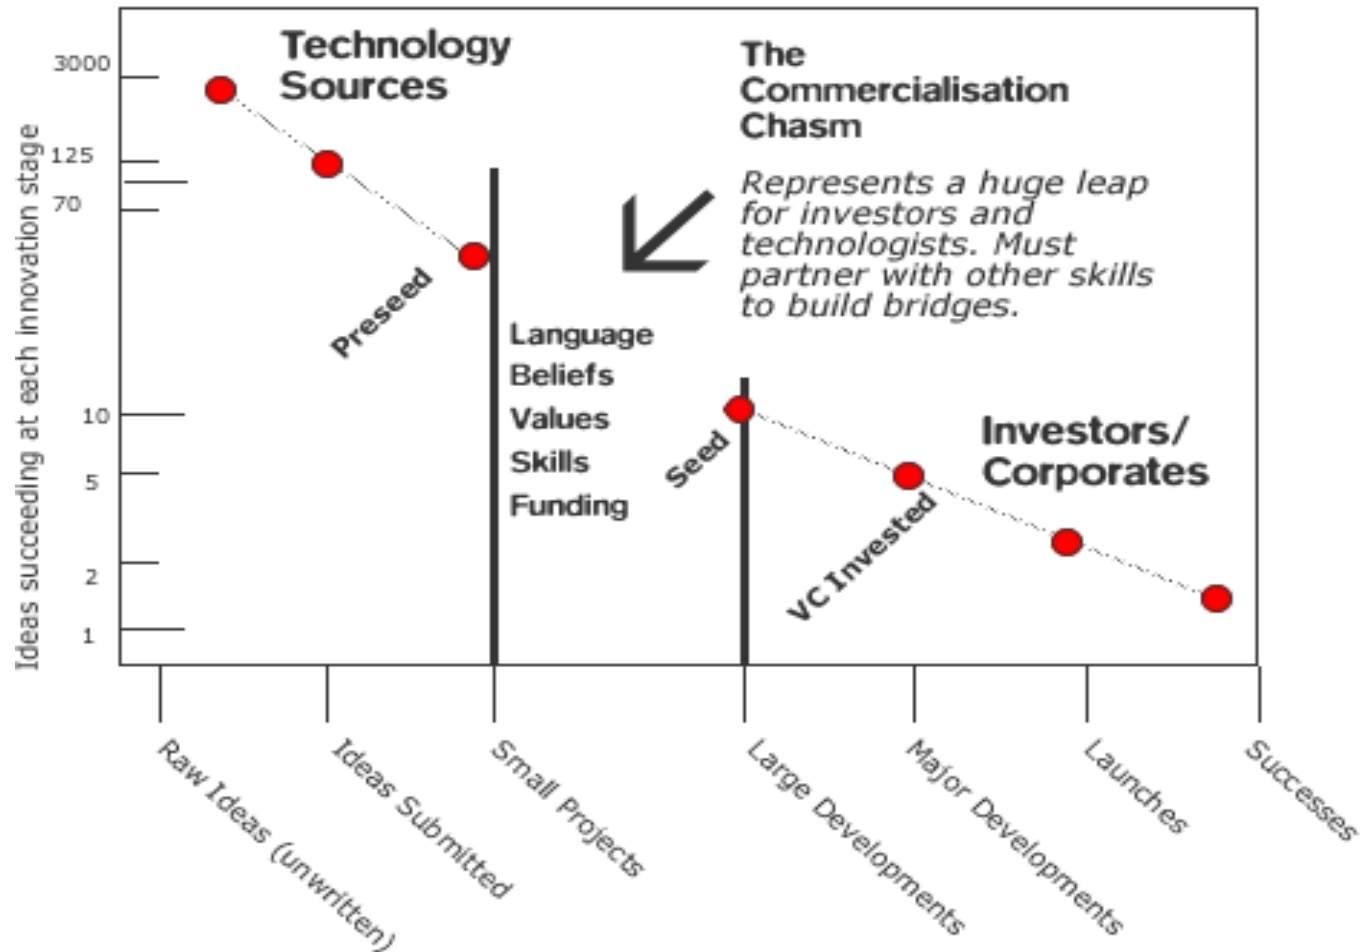 Technology
Sources
The
Commercialisation
Chasm
Represents a huge leap
for investors and
technologists. Must
partner with other skills
to build bridges.
Ideas succeeding at each innovation stage
3000
125
70
10
5
2
1
Preseed
Language
Beliefs
Values
Skills
Funding
Seed
VC Invested
Investors/
Corporates
Raw Ideas (unwritten)
Ideas Submitted
Small Projects
Large Developments
Major Developments
Launches
Successes